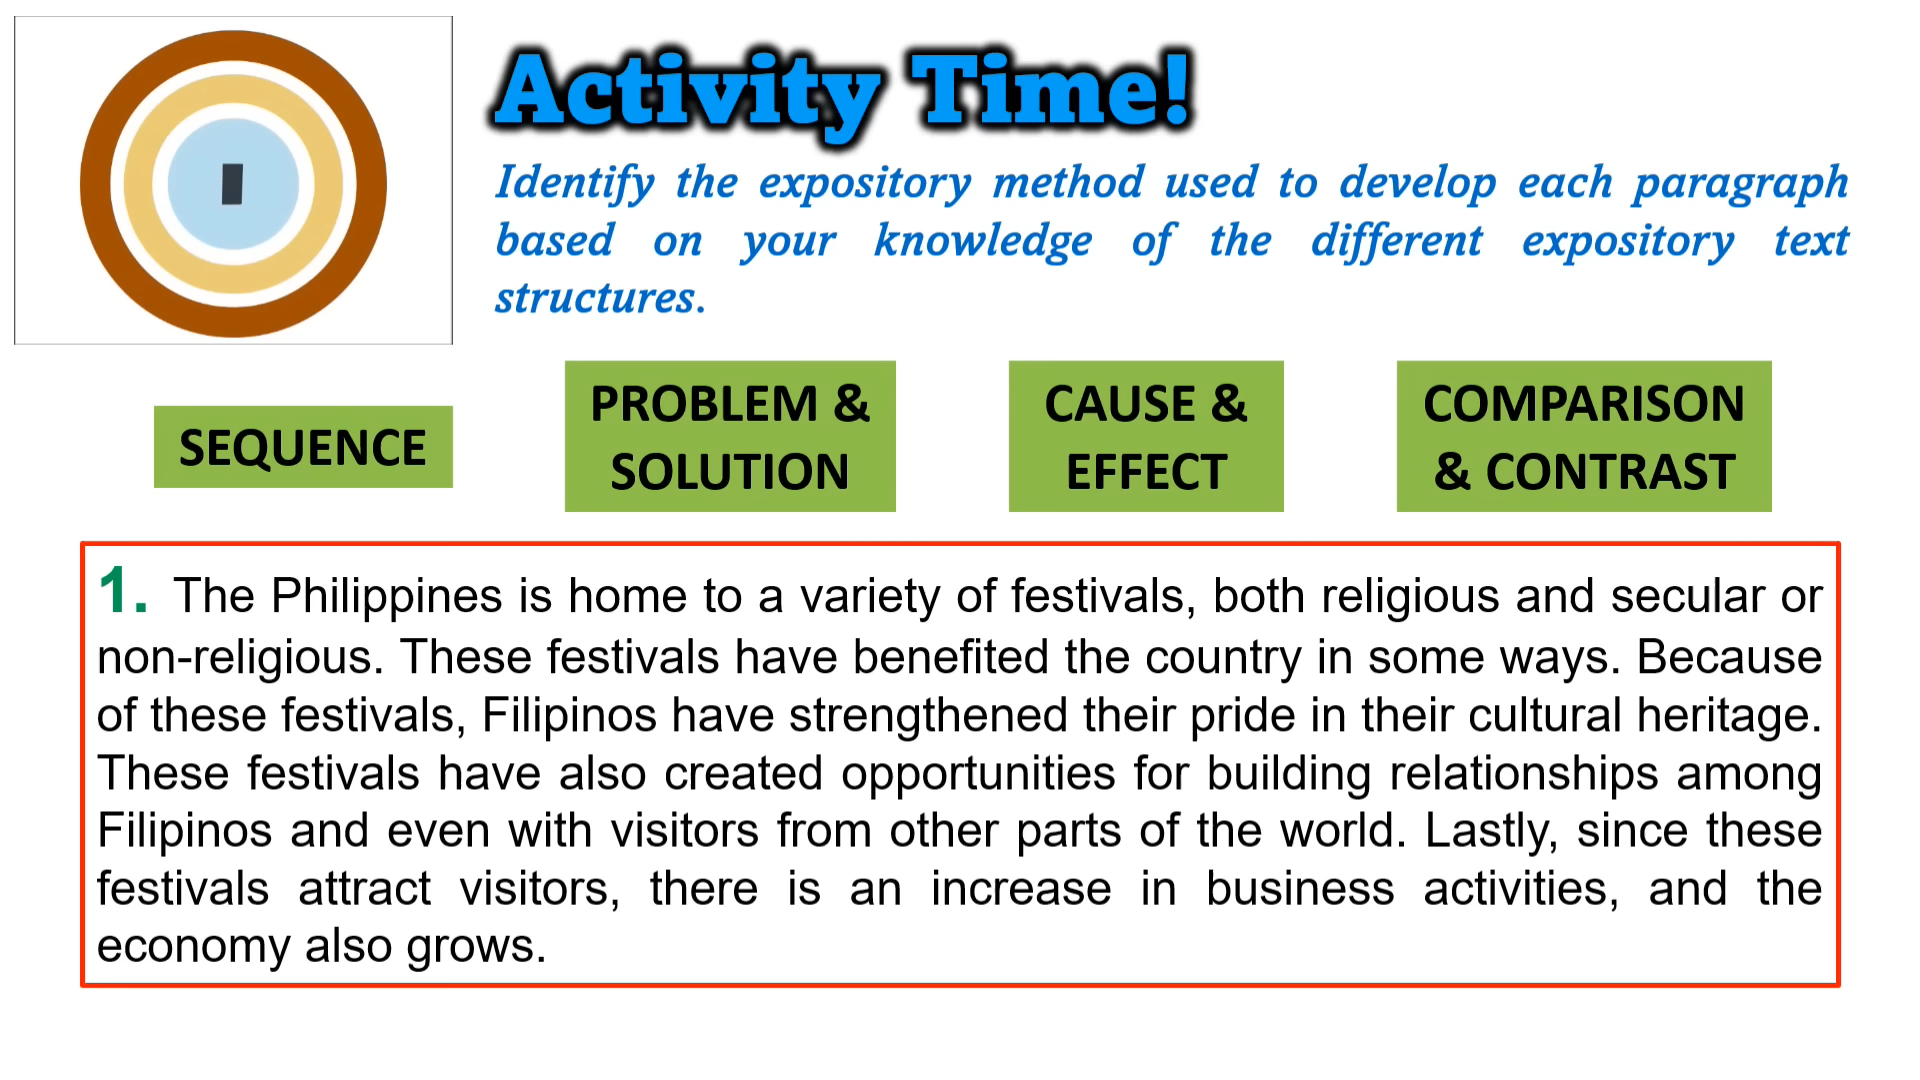 Activity Time!
Identify the expository method used to develop each paragraph
based on your knowledge of the different expository text
structures.
SEQUENCE
PROBLEM &
SOLUTION
CAUSE &
EFFECT
COMPARISON
& CONTRAST
1. The Philippines is home to a variety of festivals, both religious and secular or
non-religious. These festivals have benefited the country in some ways. Because
of these festivals, Filipinos have strengthened their pride in their cultural heritage.
These festivals have also created opportunities for building relationships among
Filipinos and even with visitors from other parts of the world. Lastly, since these
festivals attract visitors, there is an increase in business activities, and the
economy also grows.